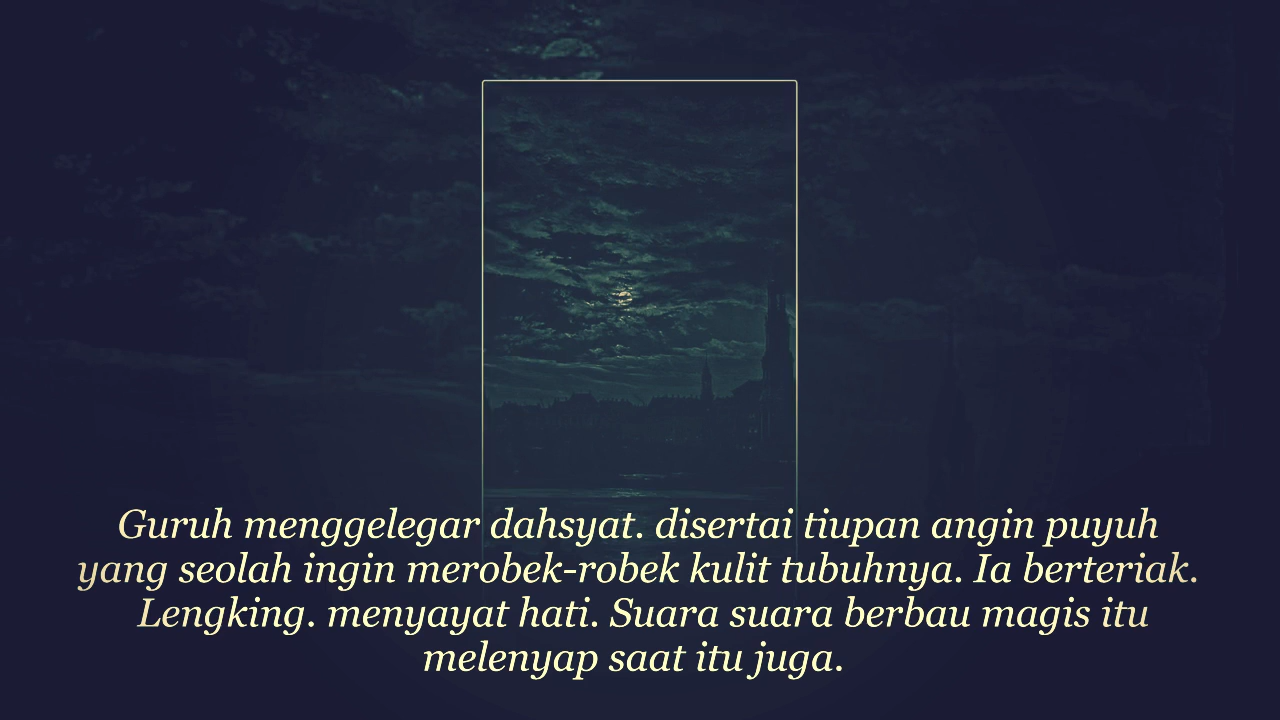 Guruh menggelegar dahsyat. disertai tiupan angin puyuh
yang seolah ingin merobek-robek kulit tubuhnya. Ia berteriak.
Lengking. menyayat hati. Suara suara berbau magis itu
melenyap saat itu juga.